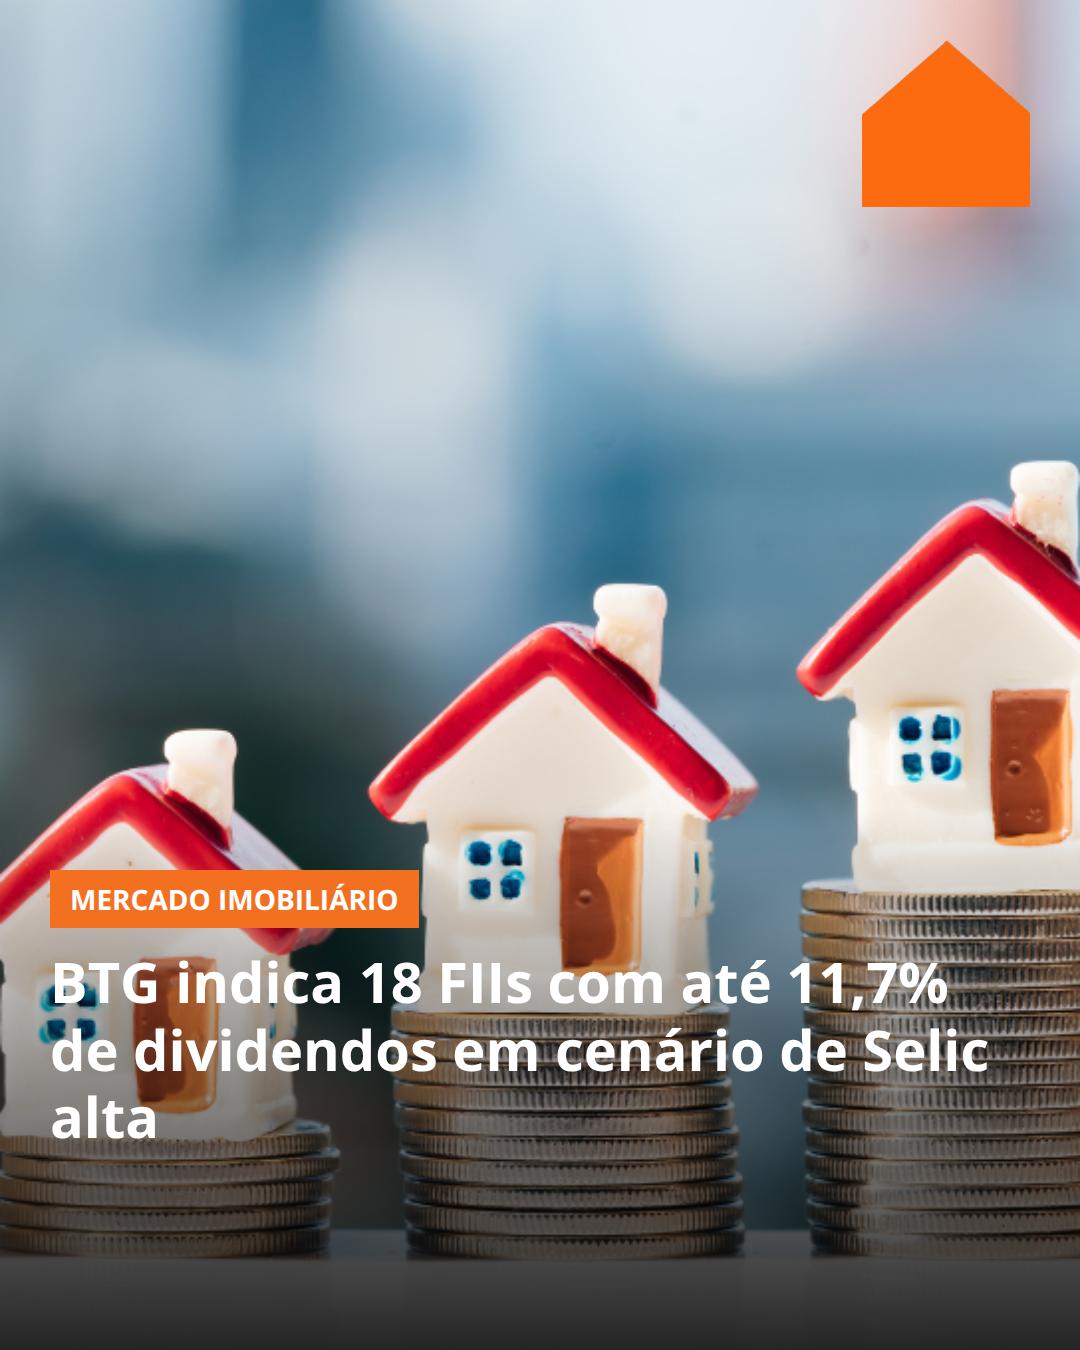 MERCADO IMOBILIÁRIO
BTG indica 18 FIIs com até 11,7%
de dividendos em cenário de Selic
alta